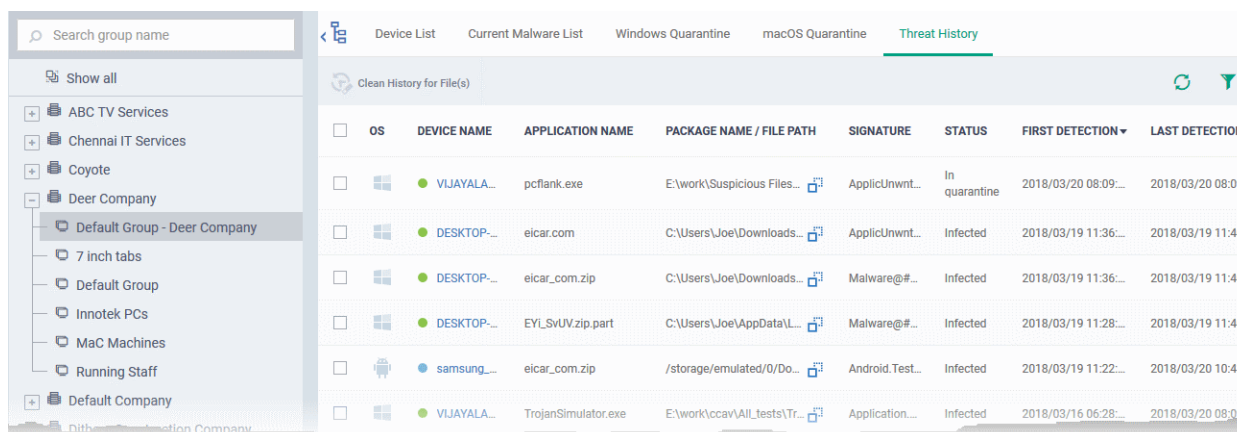 Search group name
Show all
ABC TV Services
Chennai IT Services
Coyote
Deer Company
Default Group - Deer Company
7 inch tabs
Default Group
Innotek PCs
MaC Machines
Running Staff
Default Company
Device List Current Malware List Windows Quarantine macOS Quarantine Threat History
Clean History for File(s)
OS DEVICE NAME APPLICATION NAME PACKAGE NAME / FILE PATH SIGNATURE STATUS FIRST DETECTION LAST DETECTIO
VIJAYALA... pcflank.exe E:\work\Suspicious Files... ApplicUnwnt... In quarantine 2018/03/20 08:09:... 2018/03/20 08:0
DESKTOP-... eicar.com C:\Users\Joe\Downloads... ApplicUnwnt... Infected 2018/03/19 11:36:... 2018/03/19 11:4
DESKTOP-... eicar_com.zip C:\Users\Joe\Downloads... Malware@#... Infected 2018/03/19 11:36:... 2018/03/19 11:4
DESKTOP-... EYi_SvUV.zip.part C:\Users\Joe\AppData\L... Malware@#... Infected 2018/03/19 11:28:... 2018/03/19 11:4
samsung_... eicar_com.zip /storage/emulated/0/Do... Android.Test... Infected 2018/03/19 11:22:... 2018/03/20 10:4
VIJAYALA... TrojanSimulator.exe E:\work\ccav\All_tests\Tr... Application.... Infected 2018/03/16 06:28:... 2018/03/20 08:0